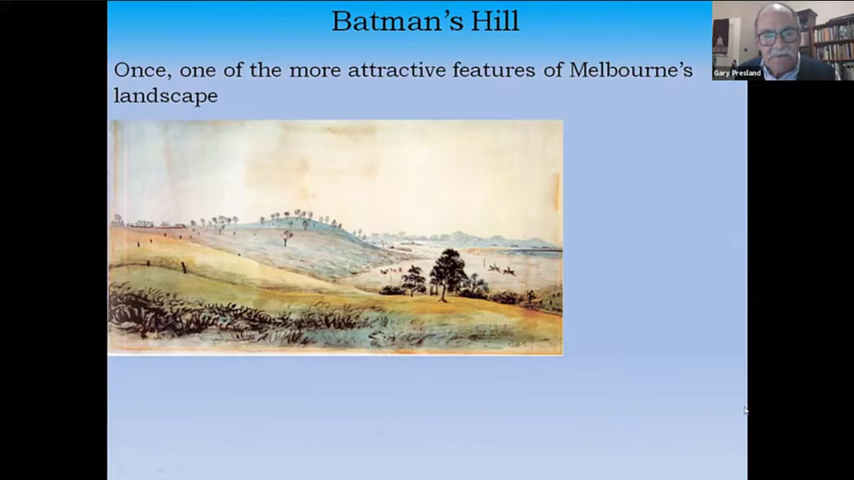 Batman's Hill
Once, one of the more attractive features of Melbourne's
landscape
Gary Presland